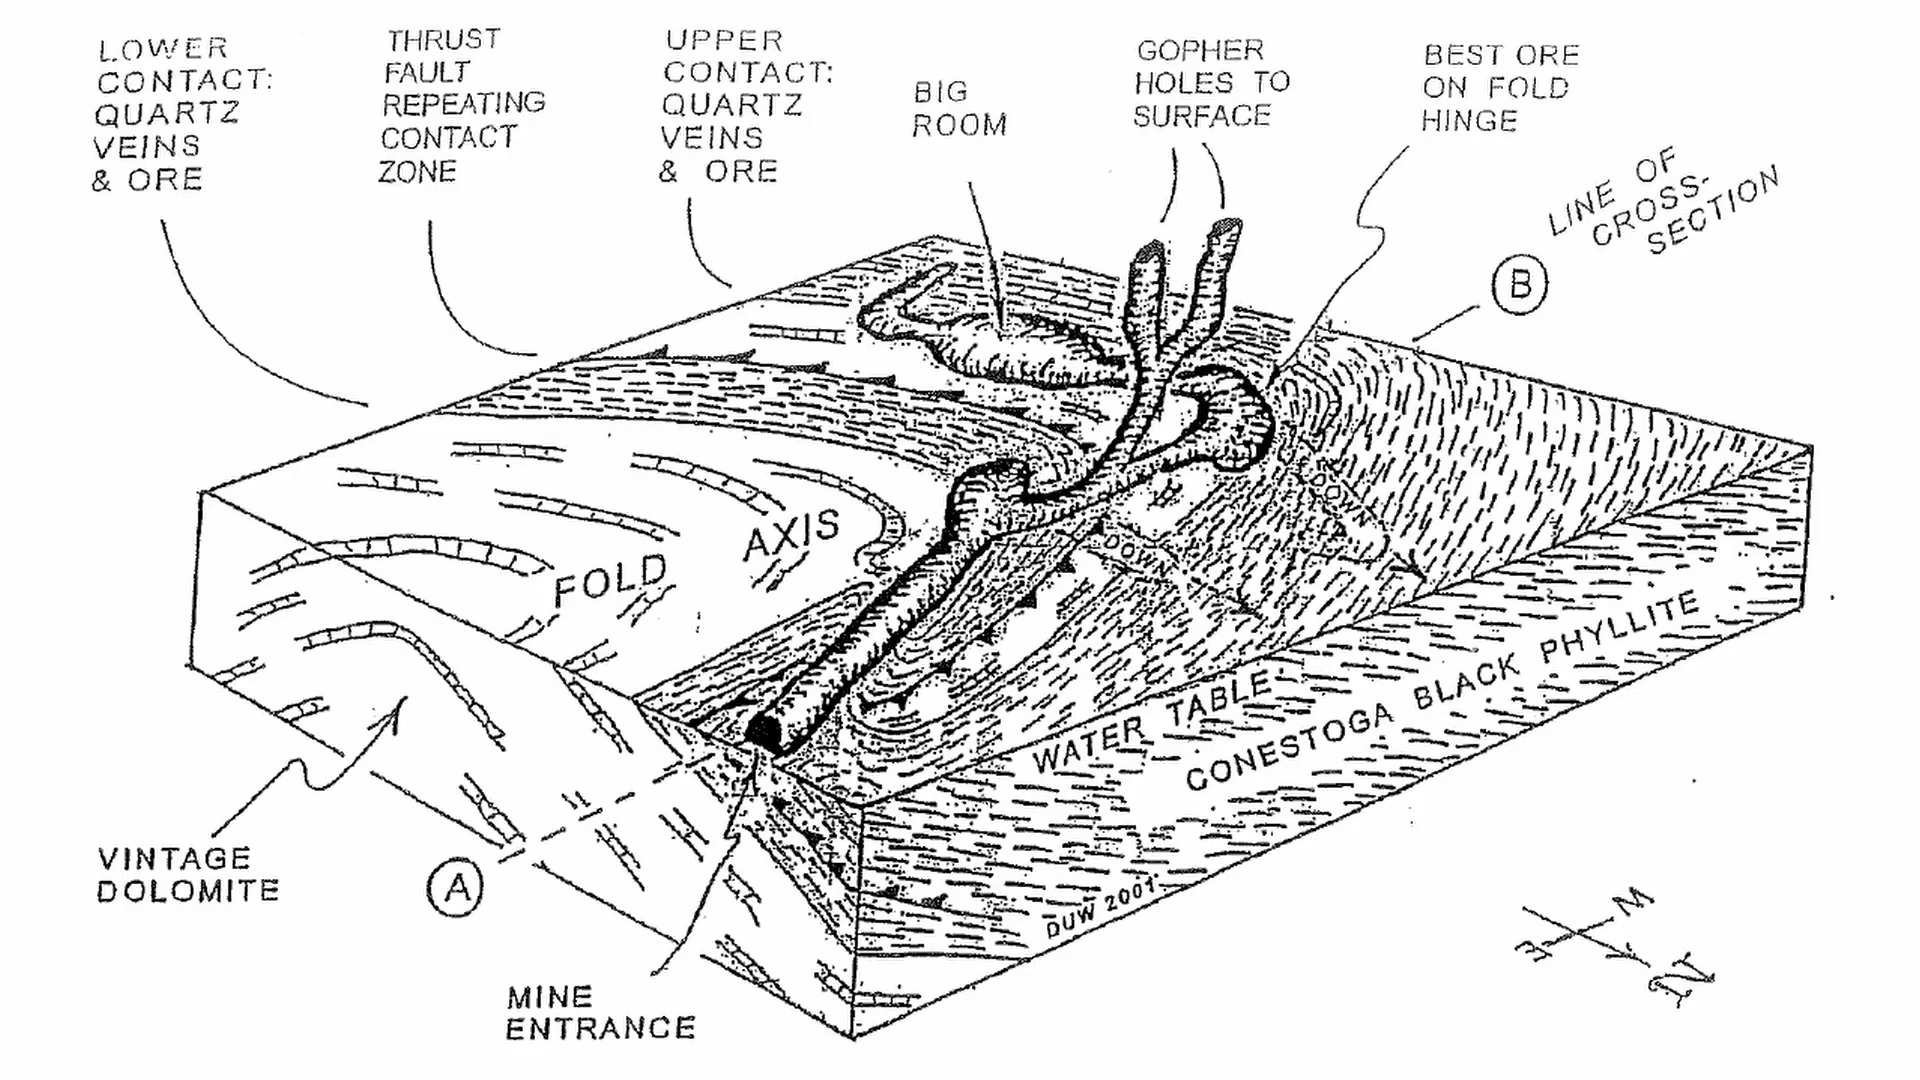 LOWER
CONTACT:
QUARTZ
VEINS
& ORE
THRUST
FAULT
REPEATING
CONTACT
ZONE
UPPER
CONTACT:
QUARTZ
VEINS
& ORE
BIG
ROOM
GOPHER
HOLES TO
SURFACE
BEST ORE
ON FOLD
HINGE
LINE OF
CROSS-
SECTION
B
FOLD AXIS
DOWN
DOWN
WATER TABLE
CONESTOGA BLACK PHYLLITE
DUW 2001
VINTAGE
DOLOMITE
A
MINE
ENTRANCE
W
E
N